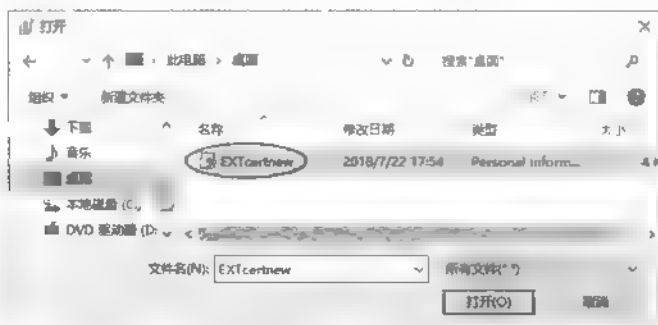 打开
此电脑 › 桌面
搜索"桌面"
组织 新建文件夹
名称 修改日期 类型 大小
下载
音乐
EXTcertnew 2018/7/22 17:54 Personal Inform...
桌面
本地磁盘 (C:
DVD 驱动器 (D:
文件名(N): EXTcertnew 所有文件(*.*)
打开(O) 取消